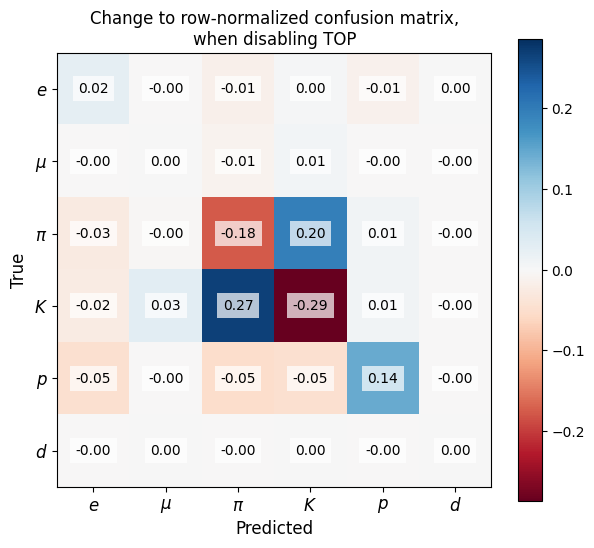 Change to row-normalized confusion matrix,
when disabling TOP
e 0.02 -0.00 -0.01 0.00 -0.01 0.00
μ -0.00 0.00 -0.01 0.01 -0.00 -0.00
π -0.03 -0.00 -0.18 0.20 0.01 -0.00
K -0.02 0.03 0.27 -0.29 0.01 -0.00
p -0.05 -0.00 -0.05 -0.05 0.14 -0.00
d -0.00 0.00 -0.00 0.00 -0.00 0.00
e μ π K p d
Predicted
True
0.2
0.1
0.0
−0.1
−0.2